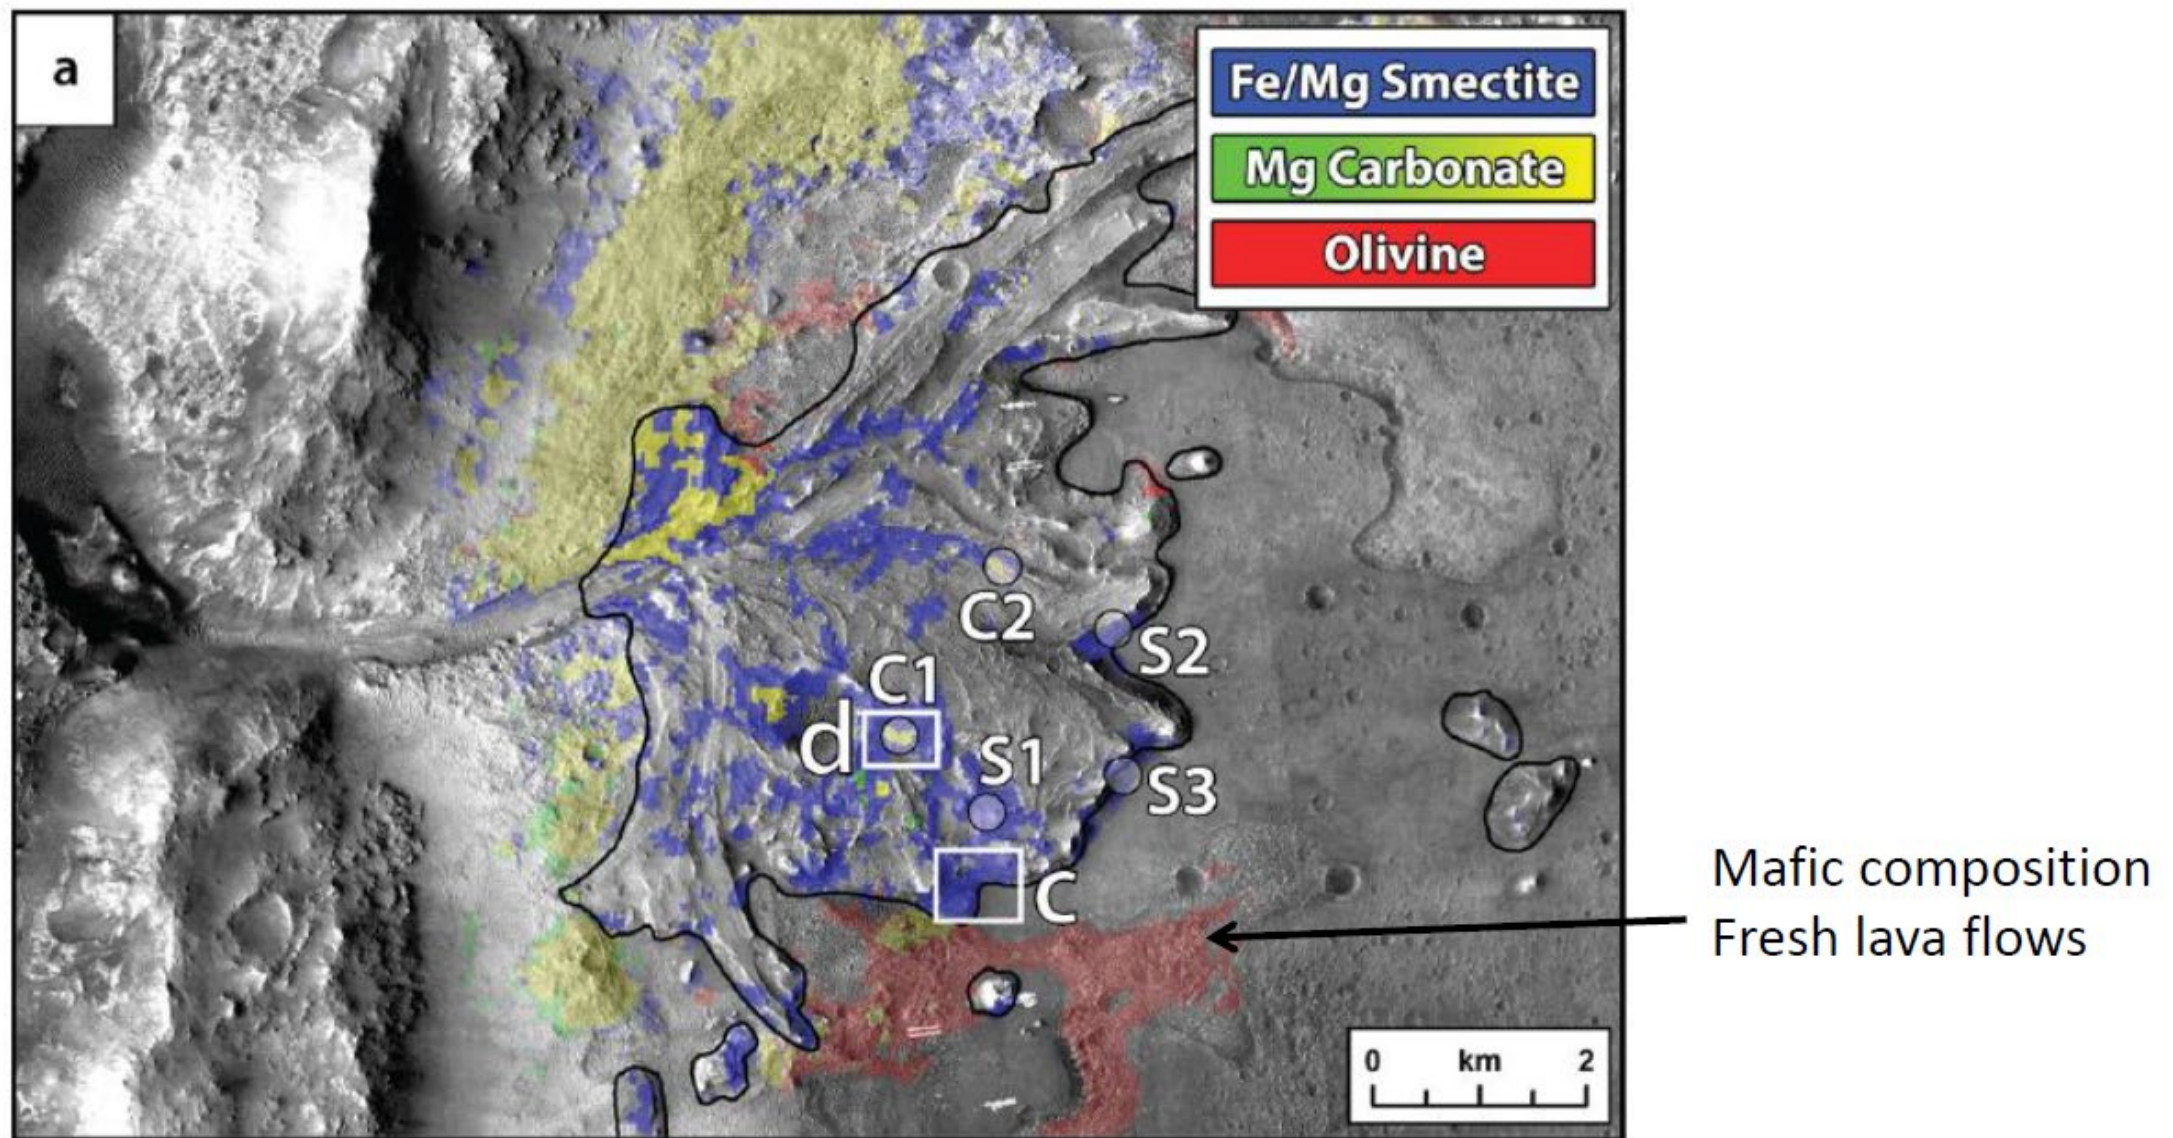 a
Fe/Mg Smectite
Mg Carbonate
Olivine
C2
S2
C1
d
S1
S3
C
Mafic composition
Fresh lava flows
0 km 2